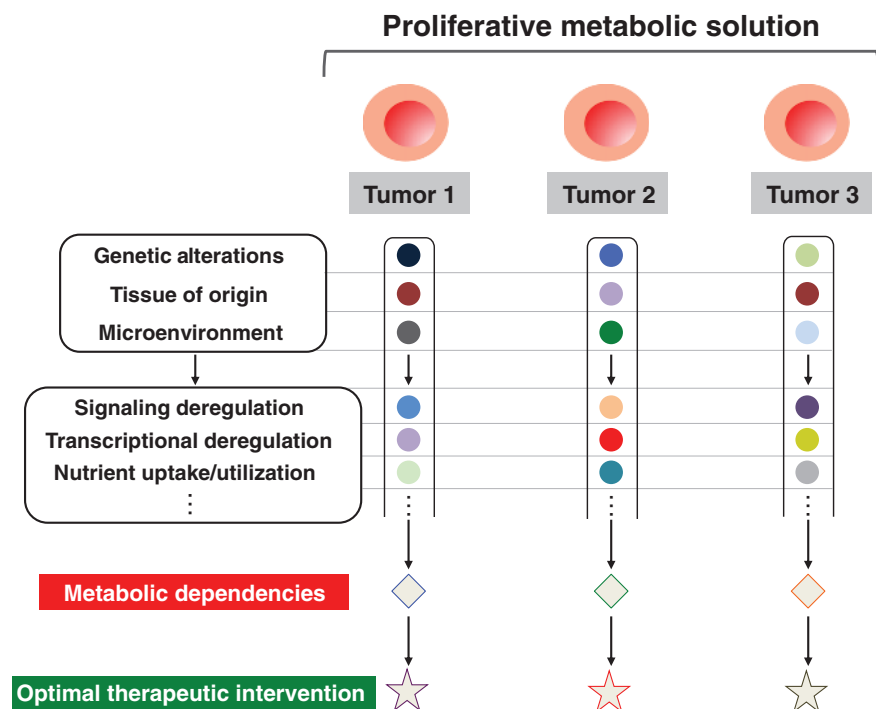 Proliferative metabolic solution
Tumor 1
Tumor 2
Tumor 3
Genetic alterations
Tissue of origin
Microenvironment
Signaling deregulation
Transcriptional deregulation
Nutrient uptake/utilization
Metabolic dependencies
Optimal therapeutic intervention